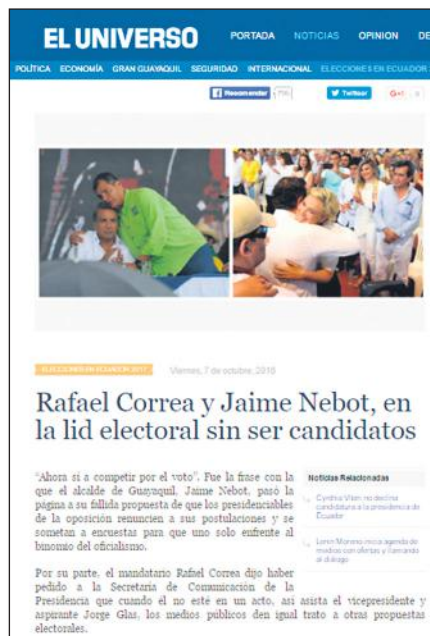 EL UNIVERSO
PORTADA NOTICIAS OPINION DE
POLÍTICA ECONOMÍA GRAN GUAYAQUIL SEGURIDAD INTERNACIONAL ELECCIONES EN ECUADOR
Recomendar Twittear G+1 0
ELECCIONES EN ECUADOR 2017 Viernes, 7 de octubre, 2016
Rafael Correa y Jaime Nebot, en
la lid electoral sin ser candidatos
“Ahora sí a competir por el voto”. Fue la frase con la
que el alcalde de Guayaquil, Jaime Nebot, pasó la
página a su fallida propuesta de que los presidenciables
de la oposición renuncien a sus postulaciones y se
sometan a encuestas para que uno solo enfrente al
binomio del oficialismo.
Noticias Relacionadas
Cynthia Viteri no declina
candidatura a la presidencia de
Ecuador
Lenín Moreno inicia agenda de
medios con ofertas y llamando
al diálogo
Por su parte, el mandatario Rafael Correa dijo haber
pedido a la Secretaría de Comunicación de la
Presidencia que cuando él no esté en un acto, así asista el vicepresidente y
aspirante Jorge Glas, los medios públicos den igual trato a otras propuestas
electorales.